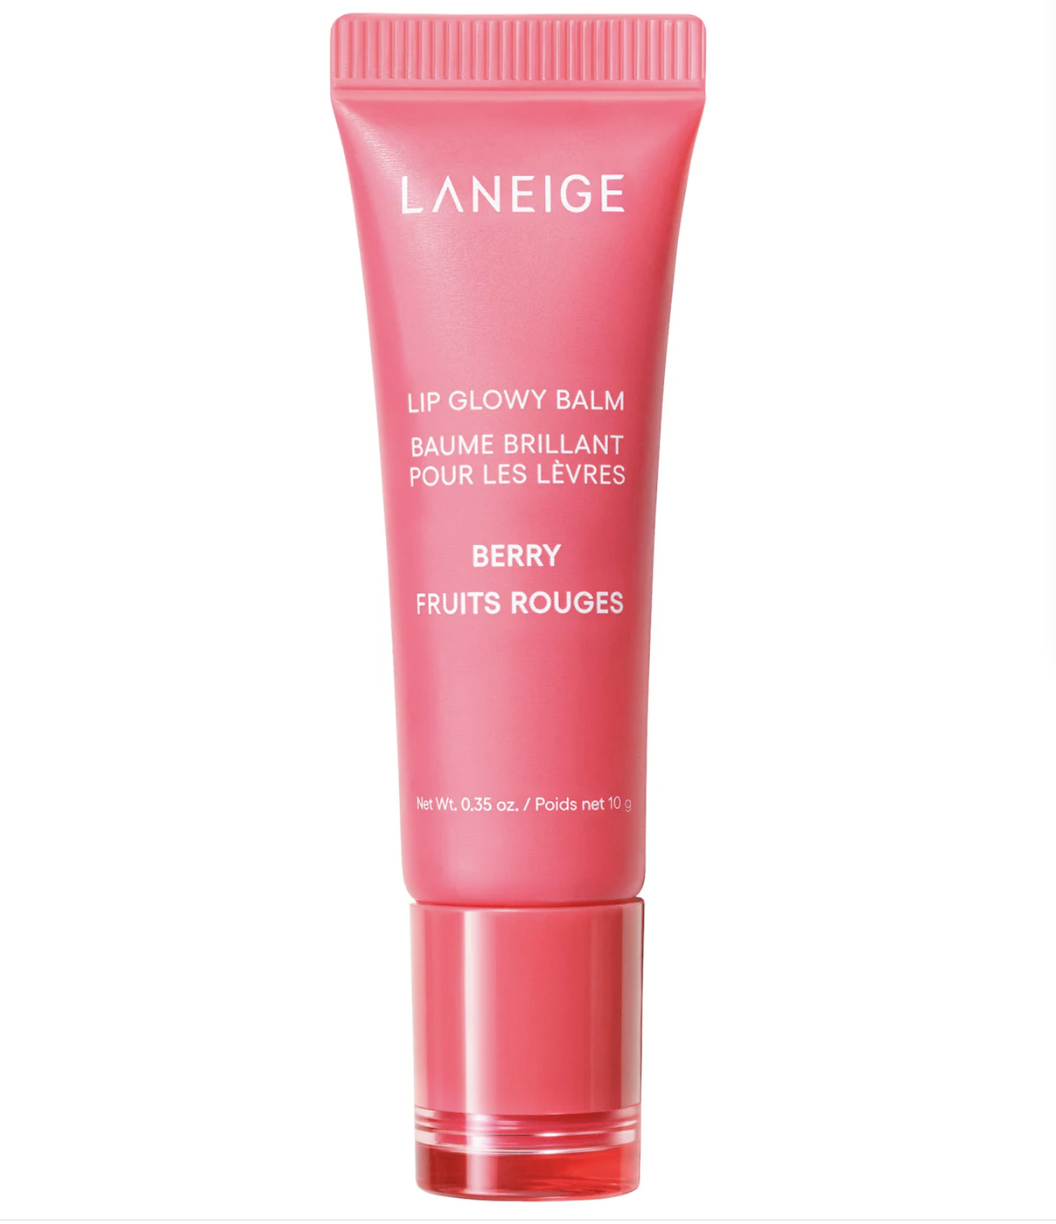 LANEIGE
LIP GLOWY BALM
BAUME BRILLANT
POUR LES LÈVRES
BERRY
FRUITS ROUGES
Net Wt. 0.35 oz. / Poids net 10 g